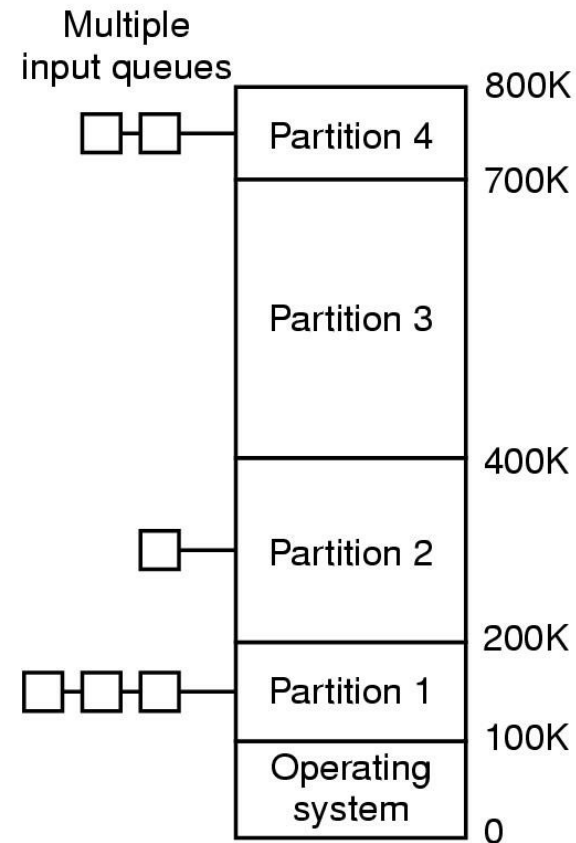 Multiple
input queues
800K
Partition 4
700K
Partition 3
400K
Partition 2
200K
Partition 1
100K
Operating
system
0